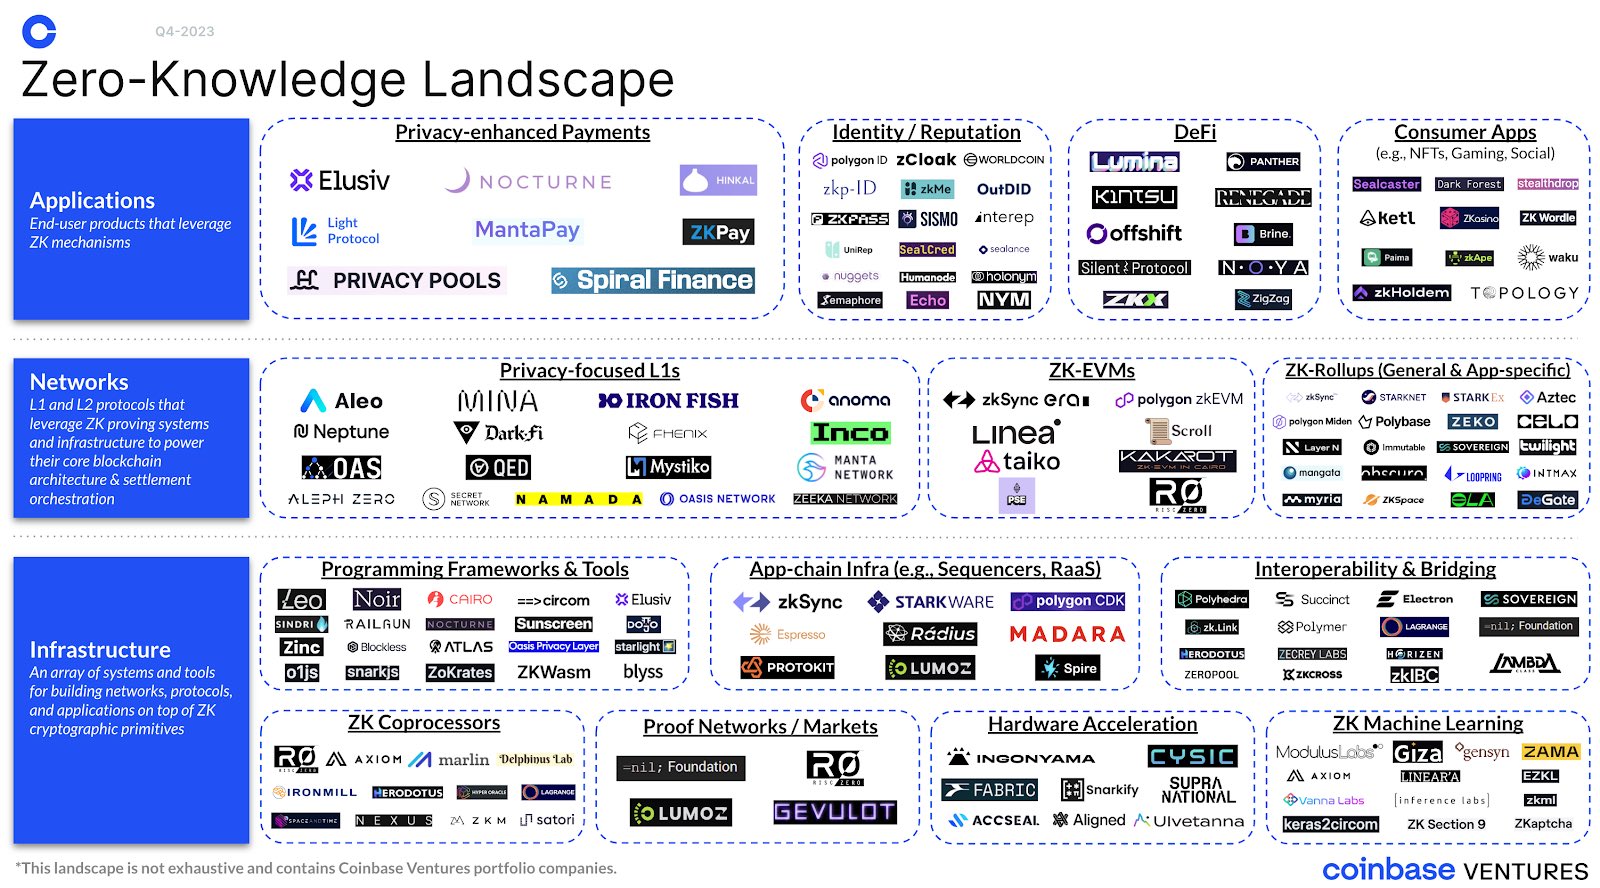 Q4-2023
Zero-Knowledge Landscape
Applications
End-user products that leverage
ZK mechanisms
Privacy-enhanced Payments
Elusiv NOCTURNE HINKAL
Light
Protocol
MantaPay ZKPay
PRIVACY POOLS Spiral Finance
Identity / Reputation
polygon ID zCloak WORLDCOIN
zkp-ID zkMe OutDID
ZKPASS SISMO interep
UniRep SealCred sealance
nuggets Humanode holonym
Semaphore Echo NYM
DeFi
Lumina PANTHER
KINTSU RENEGADE
offshift Brine.
Silent Protocol N·O·YA
ZKX ZigZag
Consumer Apps
(e.g., NFTs, Gaming, Social)
Sealcaster Dark Forest stealthdrop
ketl ZKasino ZK Wordle
Paima zkApe waku
zkHoldem TOPOLOGY
Networks
L1 and L2 protocols that
leverage ZK proving systems
and infrastructure to power
their core blockchain
architecture & settlement
orchestration
Privacy-focused L1s
Aleo MINA IRON FISH anoma
Neptune DarkFi FHENIX Inco
OAS QED Mystiko MANTA
NETWORK
ALEPH ZERO SECRET
NETWORK
NAMADA OASIS NETWORK ZEEKA NETWORK
ZK-EVMs
zkSync era polygon zkEVM
Linea Scroll
taiko KAKAROT
ZK-EVM IN CAIRO
PSE R0
RISC ZERO
ZK-Rollups (General & App-specific)
zkSync STARKNET STARKEx Aztec
polygon Miden Polybase ZEKO CELO
Layer N Immutable SOVEREIGN twilight
mangata obscuro LOOPRING INTMAX
myria ZKSpace OLA DeGate
Infrastructure
An array of systems and tools
for building networks, protocols,
and applications on top of ZK
cryptographic primitives
Programming Frameworks & Tools
Leo Noir CAIRO ==>circom Elusiv
SINDRI RAILGUN NOCTURNE Sunscreen DOJO
Zinc Blockless ATLAS Oasis Privacy Layer starlight
o1js snarkjs ZoKrates ZKWasm blyss
App-chain Infra (e.g., Sequencers, RaaS)
zkSync STARKWARE polygon CDK
Espresso Rádius MADARA
PROTOKIT LUMOZ Spire
Interoperability & Bridging
Polyhedra Succinct Electron SOVEREIGN
zk.Link Polymer LAGRANGE =nil; Foundation
HERODOTUS ZECREY LABS HORIZEN LAMBDA
CLASS
ZEROPOOL ZKCROSS zkIBC
ZK Coprocessors
R0
RISC ZERO
AXIOM marlin Delphinus Lab
IRONMILL HERODOTUS HYPER ORACLE LAGRANGE
SPACE AND TIME NEXUS ZKM satori
Proof Networks / Markets
=nil; Foundation R0
RISC ZERO
LUMOZ GEVULOT
Hardware Acceleration
INGONYAMA CYSIC
FABRIC Snarkify SUPRA
NATIONAL
ACCSEAL Aligned Ulvetanna
ZK Machine Learning
ModulusLabs Giza gensyn ZAMA
AXIOM LINEAR'A EZKL
Vanna Labs [inference labs] zkml
keras2circom ZK Section 9 ZKaptcha
*This landscape is not exhaustive and contains Coinbase Ventures portfolio companies.
coinbase VENTURES